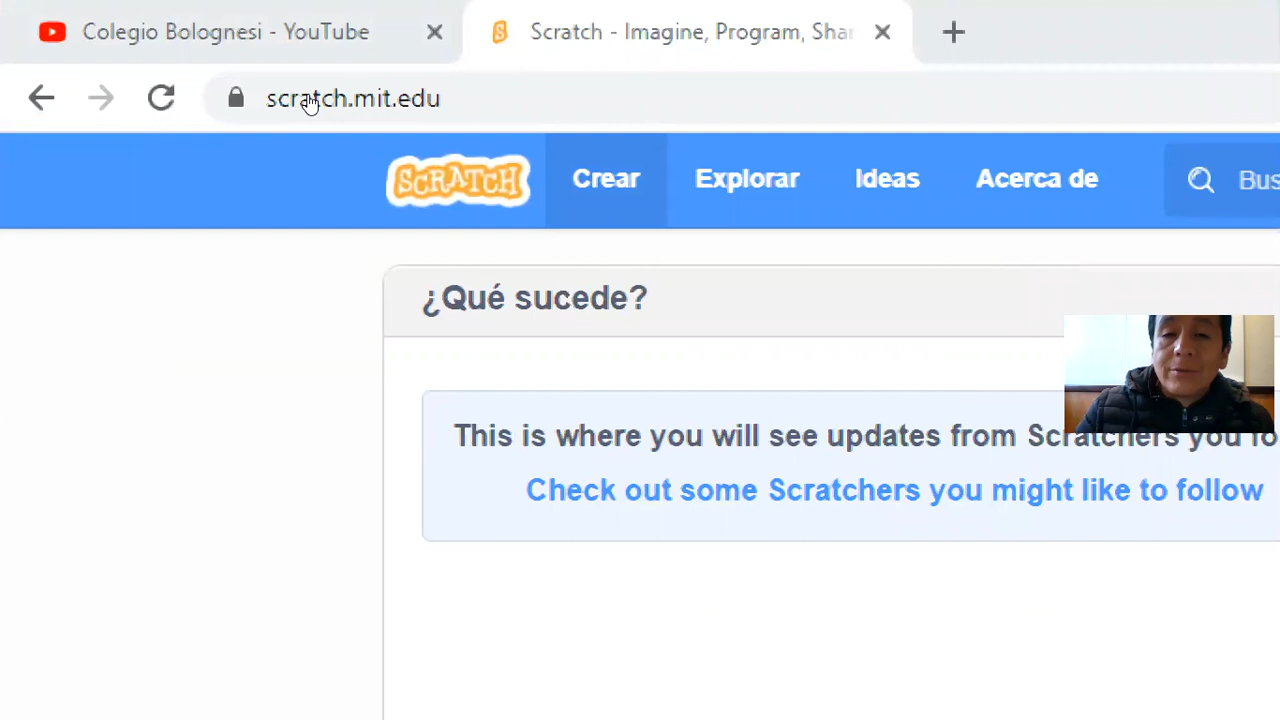 Colegio Bolognesi - YouTube
Scratch - Imagine, Program, Shar
scratch.mit.edu
SCRATCH Crear Explorar Ideas Acerca de Bus
¿Qué sucede?
This is where you will see updates from Scratchers you fo
Check out some Scratchers you might like to follow